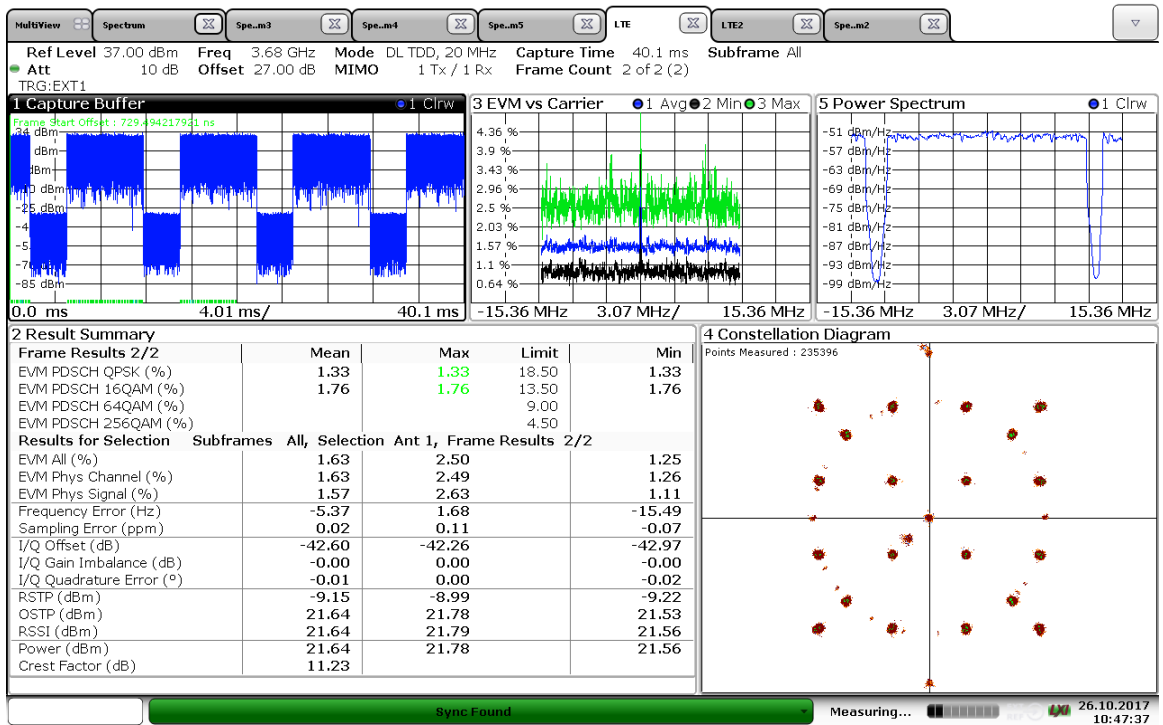 MultiView Spectrum Spe..m3 Spe..m4 Spe..m5 LTE LTE2 Spe..m2
Ref Level 37.00 dBm Freq 3.68 GHz Mode DL TDD, 20 MHz Capture Time 40.1 ms Subframe All
Att 10 dB Offset 27.00 dB MIMO 1 Tx / 1 Rx Frame Count 2 of 2 (2)
TRG:EXT1
1 Capture Buffer 1 Clrw
Frame Start Offset : 729.494217921 ns
34 dBm
dBm
dBm
dBm
-25 dBm
-85 dBm
0.0 ms 4.01 ms/ 40.1 ms
3 EVM vs Carrier 1 Avg 2 Min 3 Max
4.36 %
3.9 %
3.43 %
2.96 %
2.5 %
2.03 %
1.57 %
1.1 %
0.64 %
-15.36 MHz 3.07 MHz/ 15.36 MHz
5 Power Spectrum 1 Clrw
-51 dBm/Hz
-57 dBm/Hz
-63 dBm/Hz
-69 dBm/Hz
-75 dBm/Hz
-81 dBm/Hz
-87 dBm/Hz
-93 dBm/Hz
-99 dBm/Hz
-15.36 MHz 3.07 MHz/ 15.36 MHz
2 Result Summary
Frame Results 2/2 Mean Max Limit Min
EVM PDSCH QPSK (%) 1.33 1.33 18.50 1.33
EVM PDSCH 16QAM (%) 1.76 1.76 13.50 1.76
EVM PDSCH 64QAM (%) 9.00
EVM PDSCH 256QAM (%) 4.50
Results for Selection Subframes All, Selection Ant 1, Frame Results 2/2
EVM All (%) 1.63 2.50 1.25
EVM Phys Channel (%) 1.63 2.49 1.26
EVM Phys Signal (%) 1.57 2.63 1.11
Frequency Error (Hz) -5.37 1.68 -15.49
Sampling Error (ppm) 0.02 0.11 -0.07
I/Q Offset (dB) -42.60 -42.26 -42.97
I/Q Gain Imbalance (dB) -0.00 0.00 -0.00
I/Q Quadrature Error (°) -0.01 0.00 -0.02
RSTP (dBm) -9.15 -8.99 -9.22
OSTP (dBm) 21.64 21.78 21.53
RSSI (dBm) 21.64 21.79 21.56
Power (dBm) 21.64 21.78 21.56
Crest Factor (dB) 11.23
4 Constellation Diagram
Points Measured : 235396
Sync Found Measuring... REF LXI 26.10.2017
10:47:37